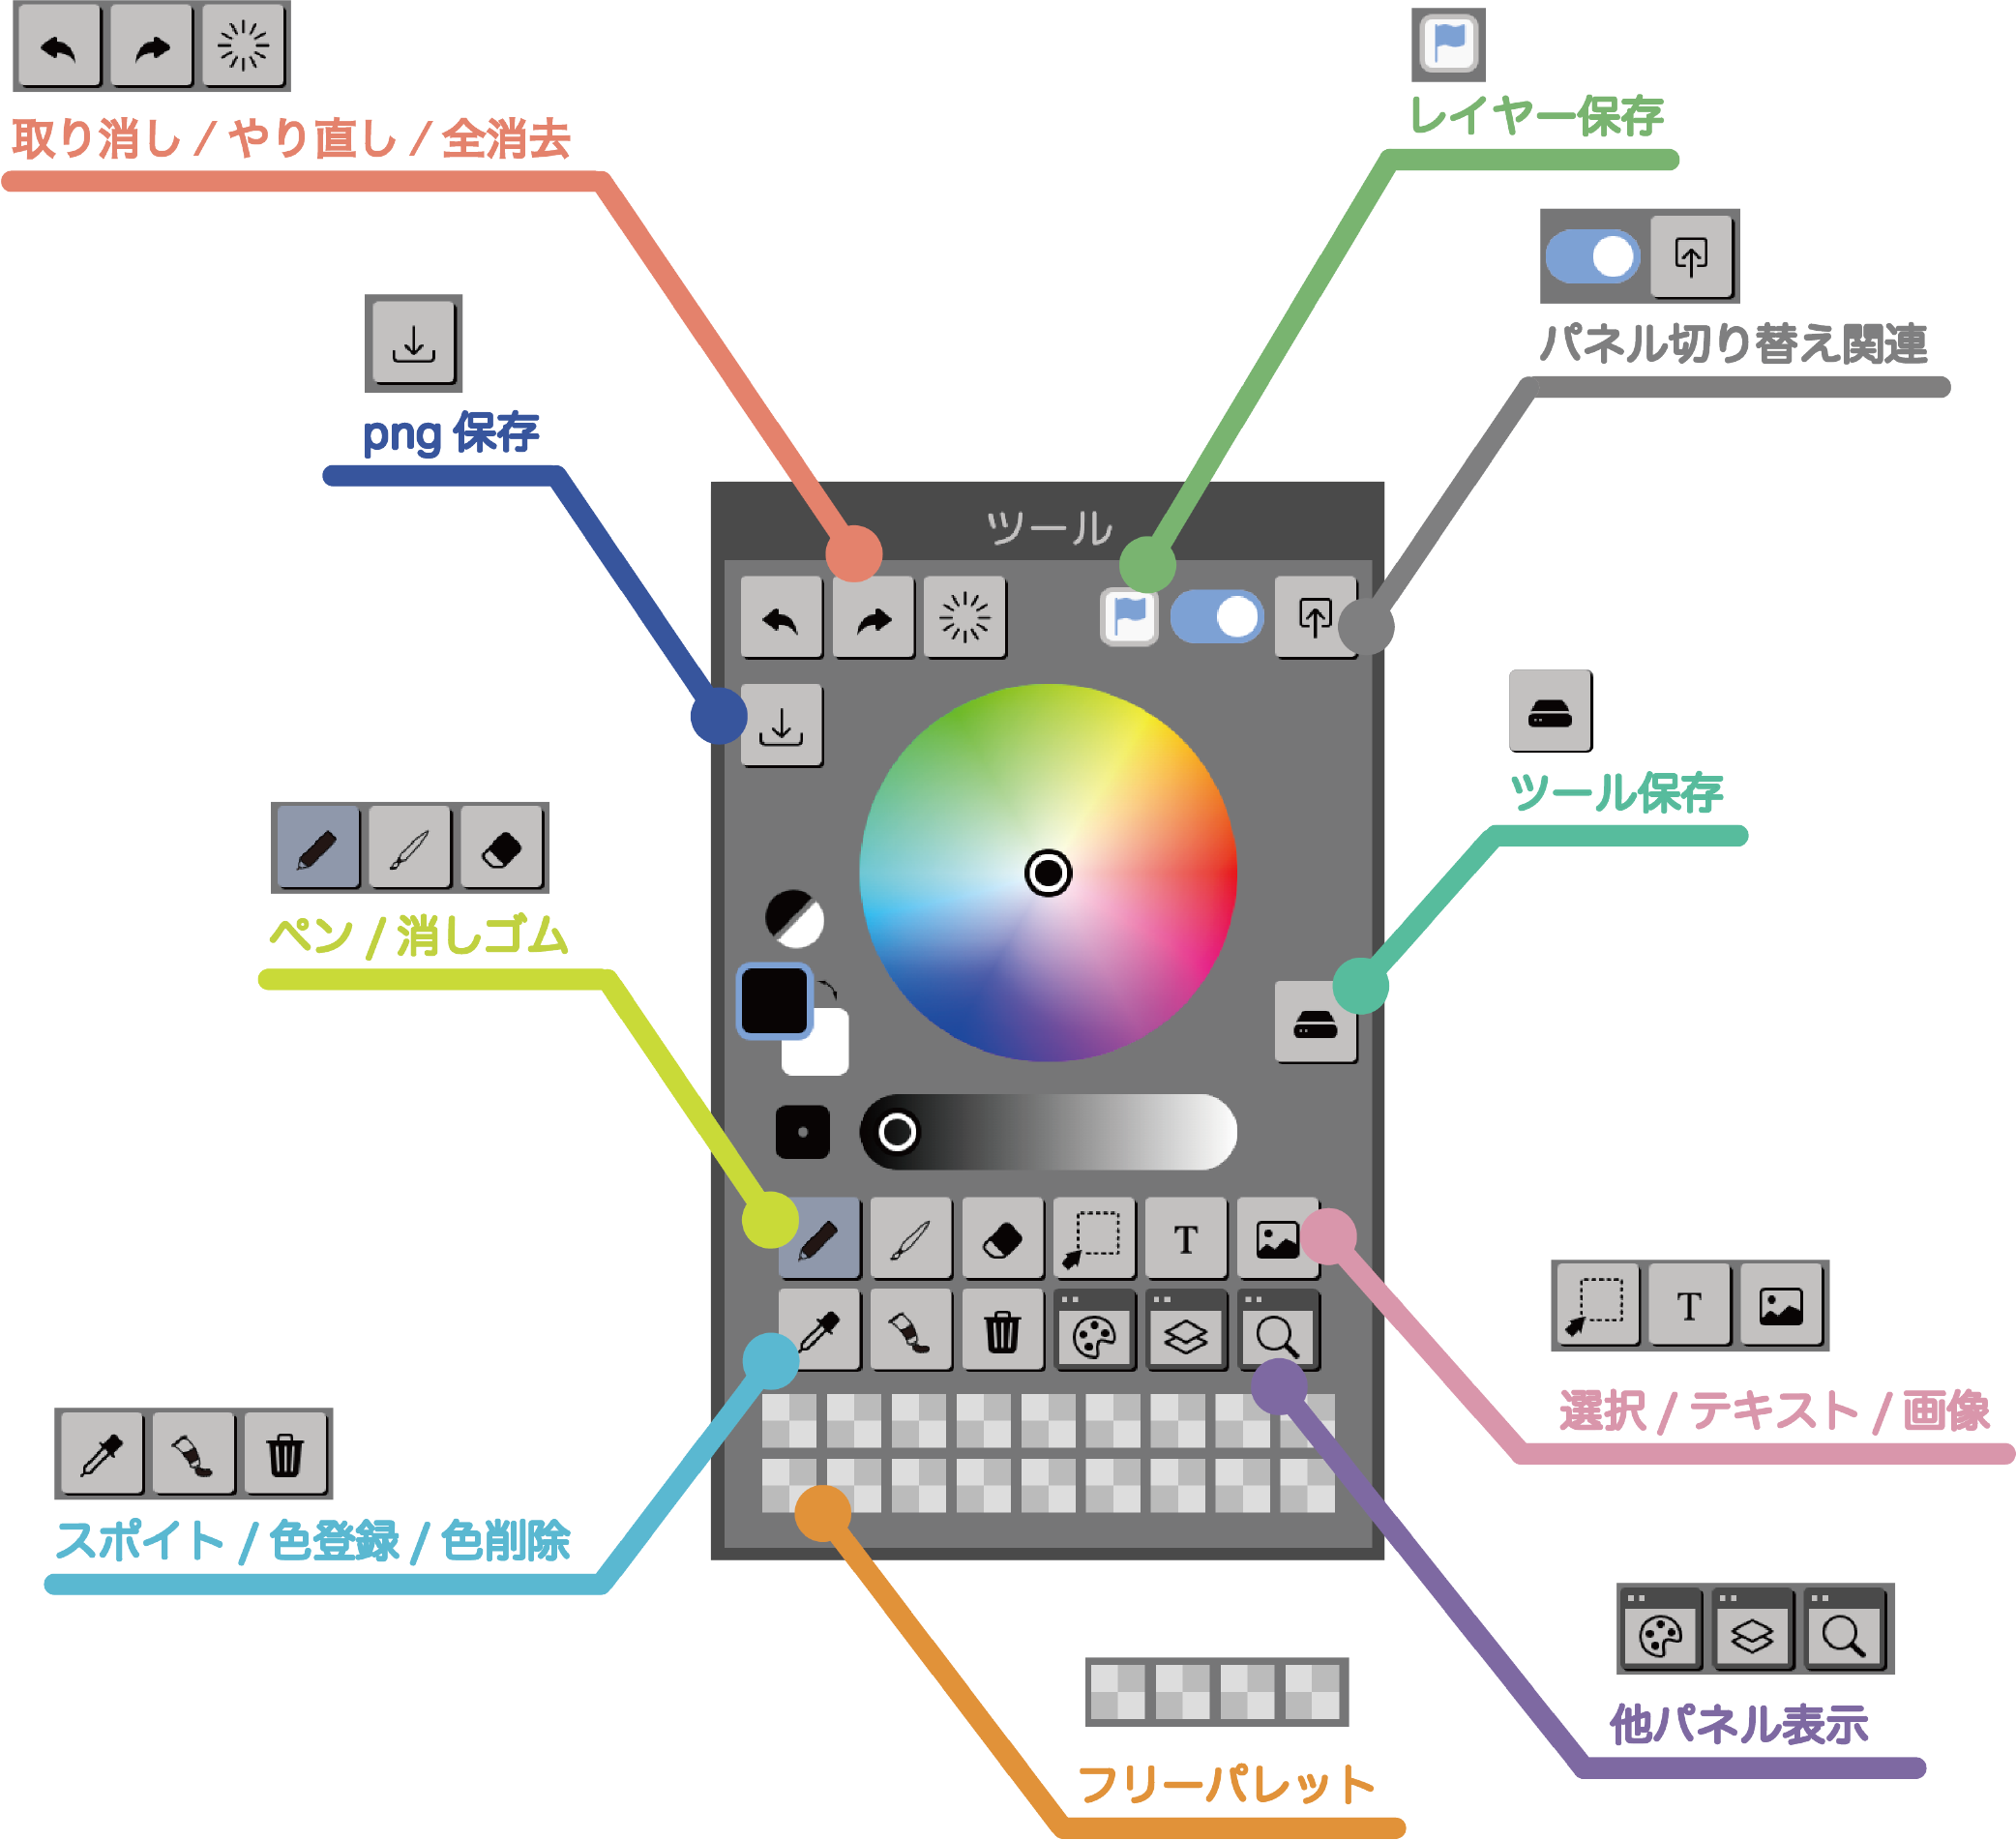 取り消し / やり直し / 全消去
レイヤー保存
パネル切り替え関連
png 保存
ツール
ツール保存
ペン / 消しゴム
T
T
選択 / テキスト / 画像
スポイト / 色登録 / 色削除
他パネル表示
フリーパレット